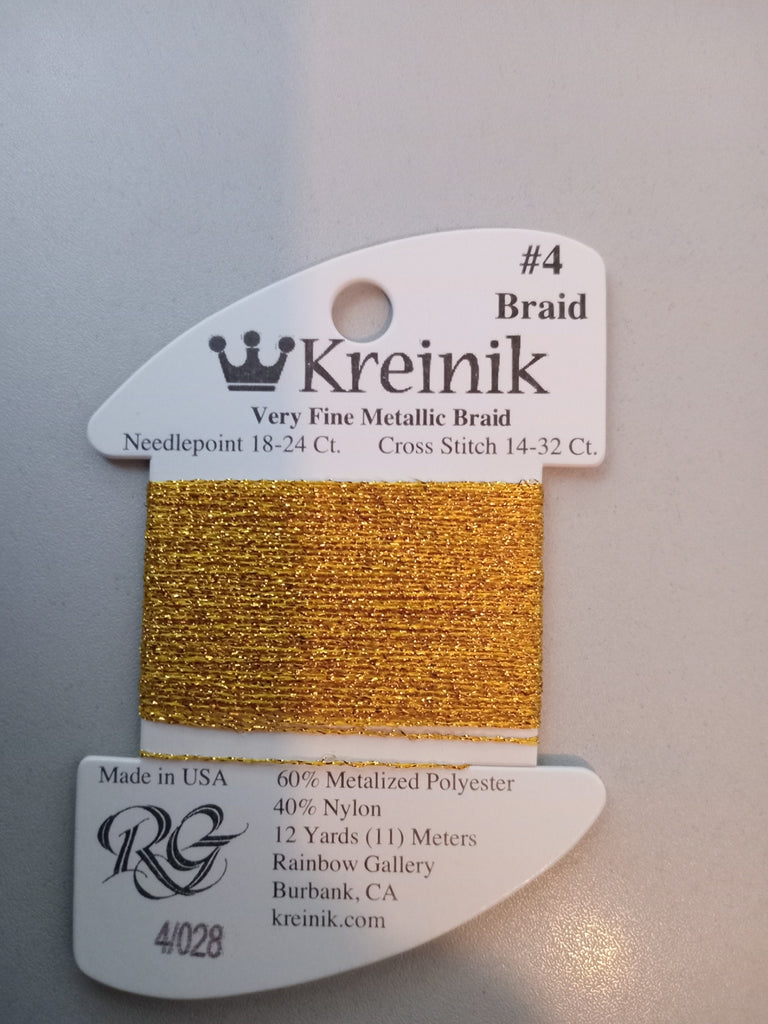 #4
Braid
Kreinik
Very Fine Metallic Braid
Needlepoint 18-24 Ct. Cross Stitch 14-32 Ct.
Made in USA
60% Metalized Polyester
40% Nylon
12 Yards (11) Meters
Rainbow Gallery
Burbank, CA
kreinik.com
RG
4/028